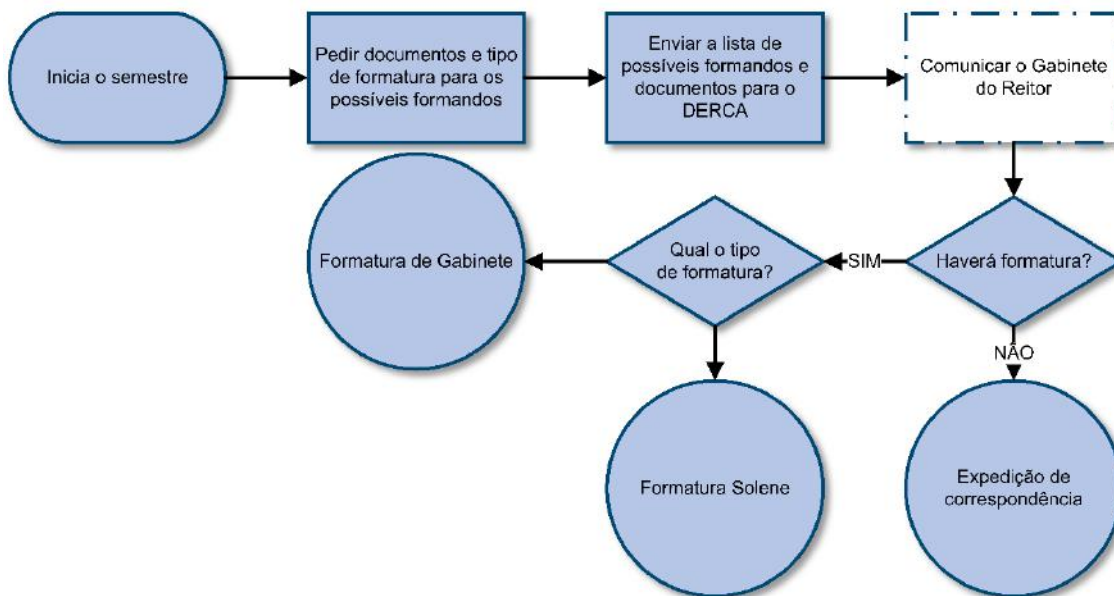 Inicia o semestre
Pedir documentos e tipo
de formatura para os
possíveis formandos
Enviar a lista de
possíveis formandos e
documentos para o
DERCA
Comunicar o Gabinete
do Reitor
Formatura de Gabinete
Qual o tipo
de formatura?
SIM
Haverá formatura?
NÃO
Formatura Solene
Expedição de
correspondência